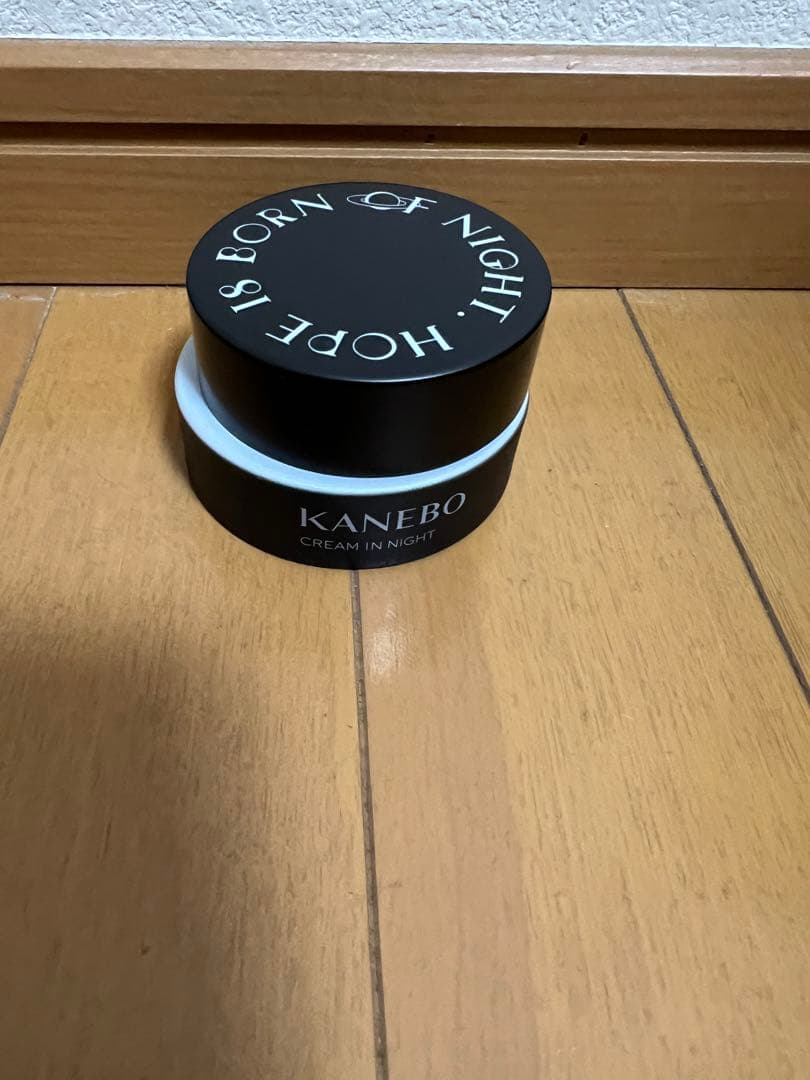 HOPE IS BORN OF NIGHT.
KANEBO
CREAM IN NIGHT